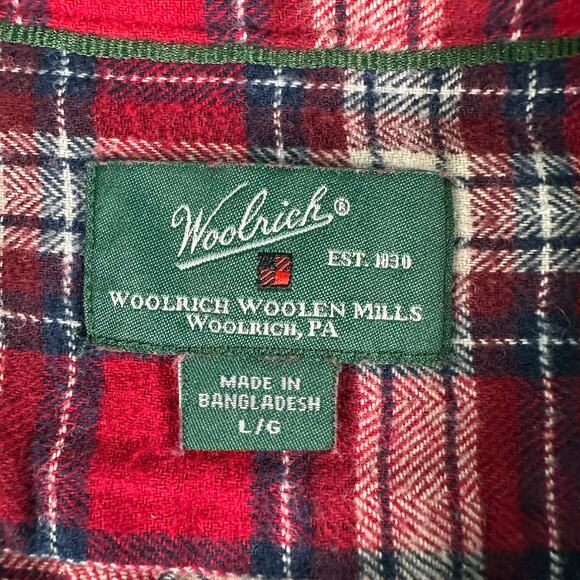 Woolrich®
EST. 1830
WOOLRICH WOOLEN MILLS
WOOLRICH, PA
MADE IN
BANGLADESH
L/G